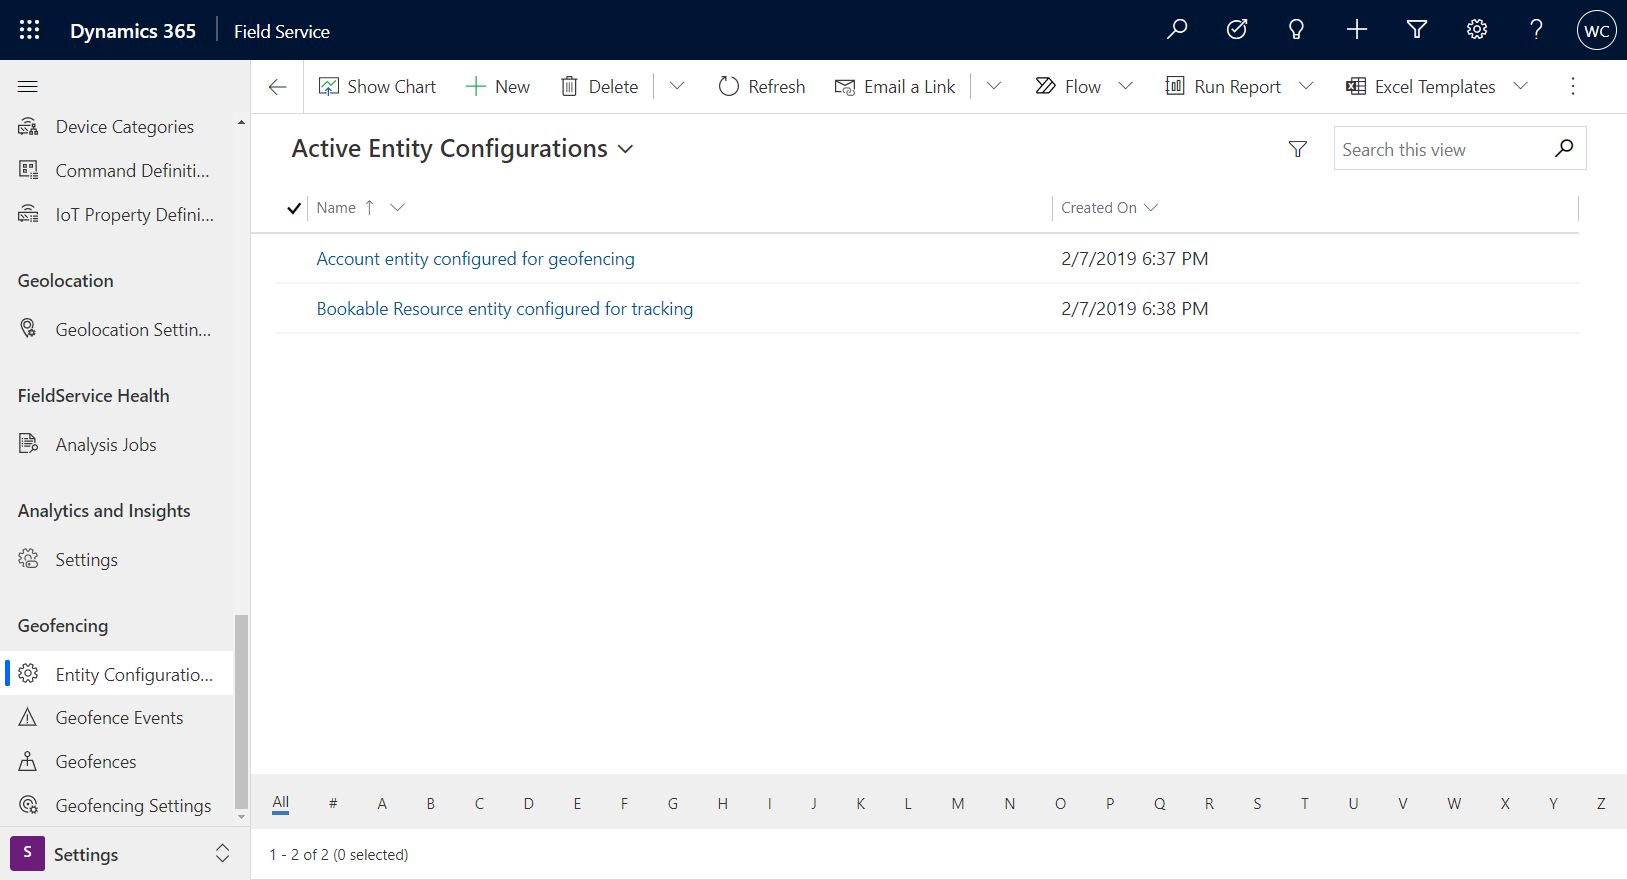 Dynamics 365 Field Service WC
Show Chart New Delete Refresh Email a Link Flow Run Report Excel Templates
Device Categories
Command Definiti...
IoT Property Defini...
Geolocation
Geolocation Settin...
FieldService Health
Analysis Jobs
Analytics and Insights
Settings
Geofencing
Entity Configuratio...
Geofence Events
Geofences
Geofencing Settings
S Settings
Active Entity Configurations
Search this view
Name Created On
Account entity configured for geofencing 2/7/2019 6:37 PM
Bookable Resource entity configured for tracking 2/7/2019 6:38 PM
All # A B C D E F G H I J K L M N O P Q R S T U V W X Y Z
1 - 2 of 2 (0 selected)